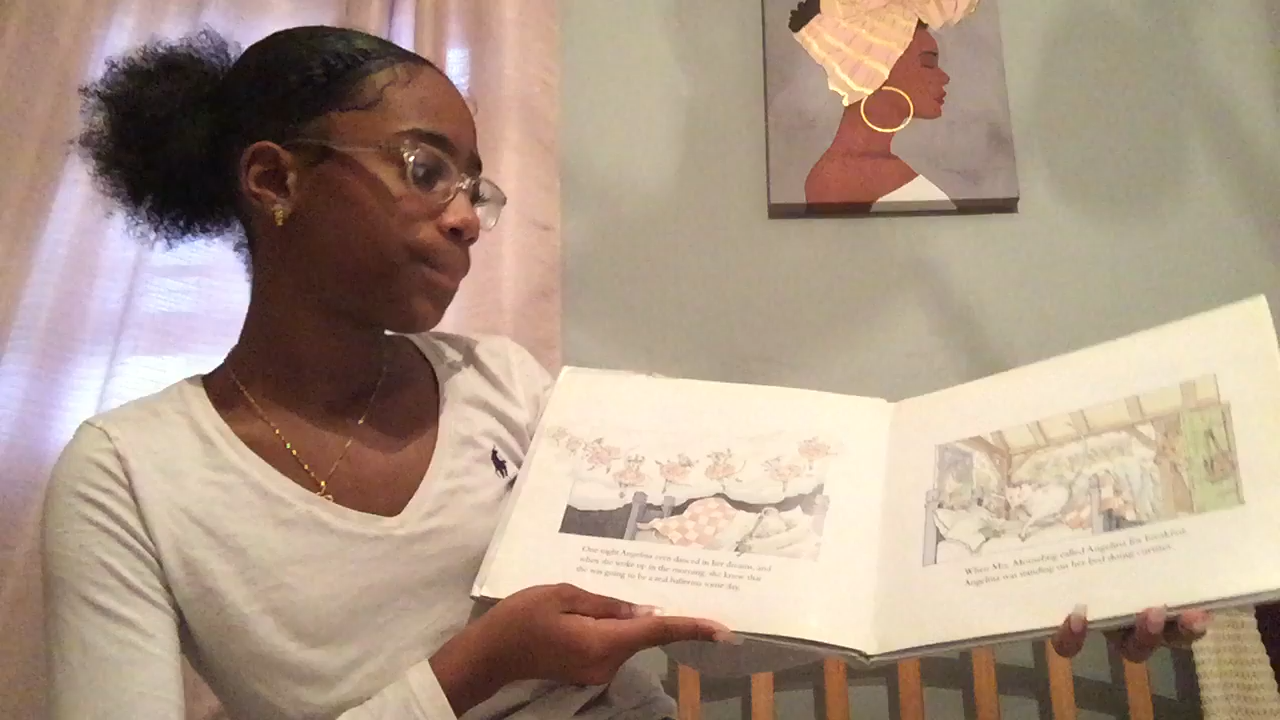 One night Angelina even danced in her dreams, and
when she woke up in the morning, she knew that
she was going to be a real ballerina some day.
When Mrs. Mouseling called Angelina for breakfast,
Angelina was standing on her bed doing curtsies.